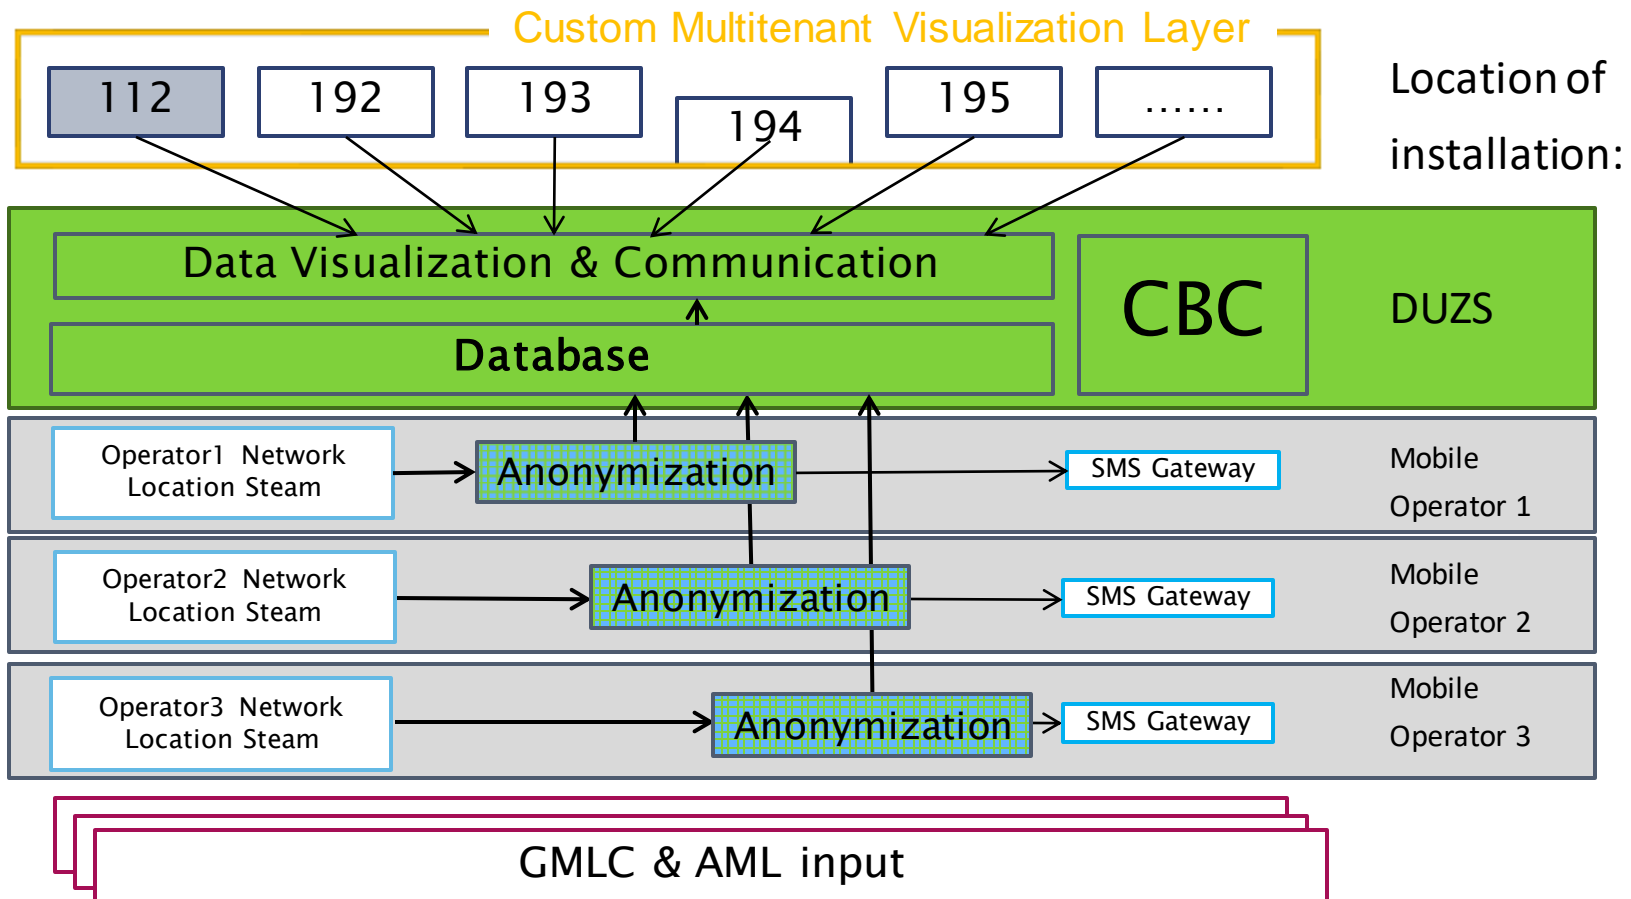 Custom Multitenant Visualization Layer
112
192
193
194
195
......
Location of
installation:
Data Visualization & Communication
CBC
DUZS
Database
Operator1 Network
Location Steam
Anonymization
SMS Gateway
Mobile
Operator 1
Operator2 Network
Location Steam
Anonymization
SMS Gateway
Mobile
Operator 2
Operator3 Network
Location Steam
Anonymization
SMS Gateway
Mobile
Operator 3
GMLC & AML input